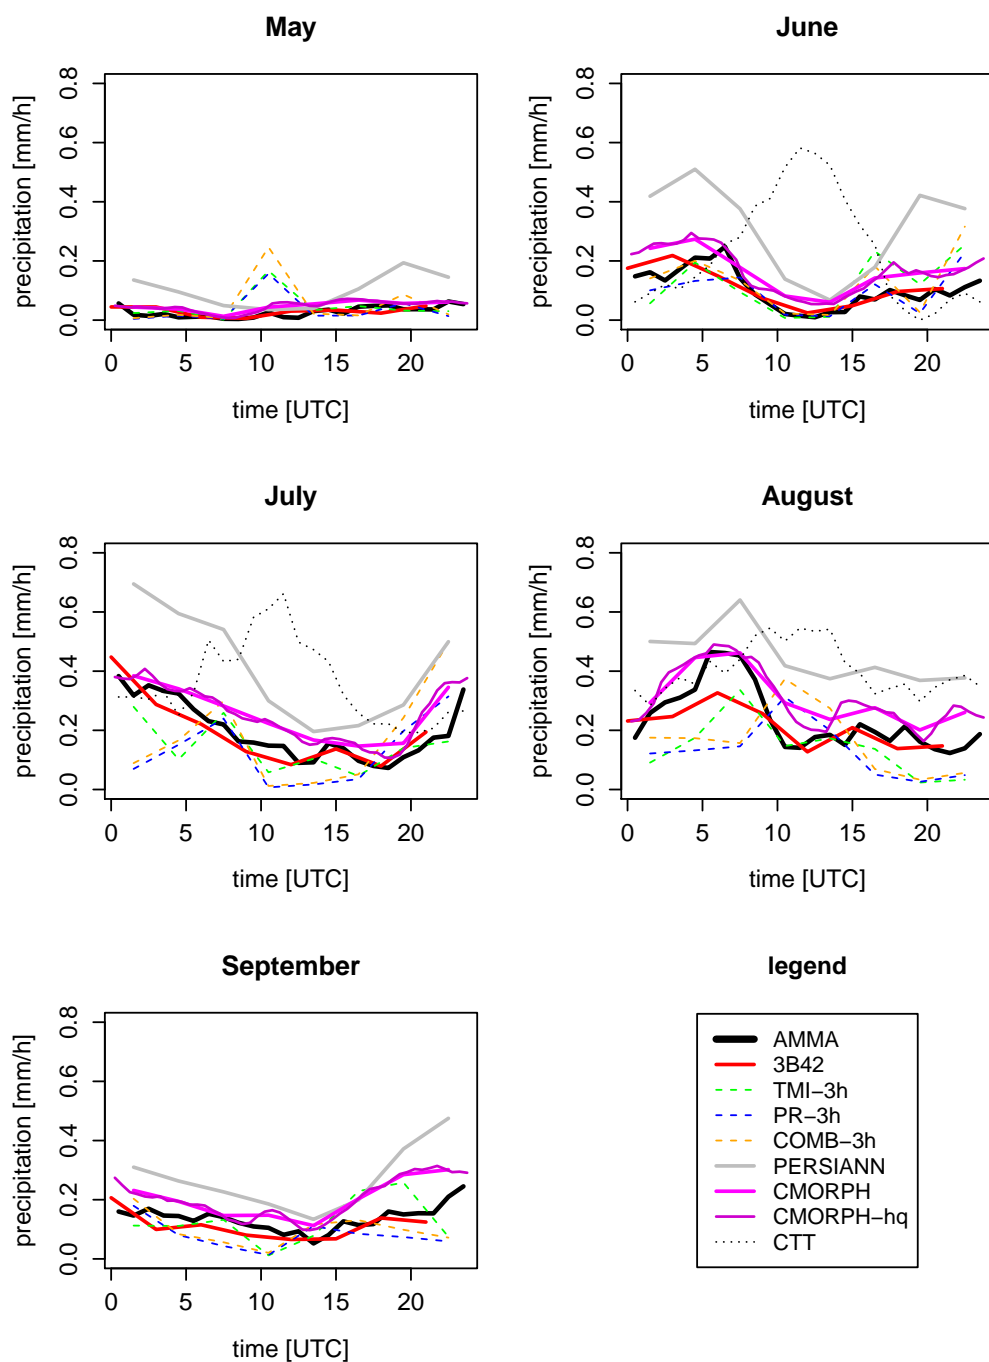 May
precipitation [mm/h]
0.0 0.2 0.4 0.6 0.8
0 5 10 15 20
time [UTC]
June
precipitation [mm/h]
0.0 0.2 0.4 0.6 0.8
0 5 10 15 20
time [UTC]
July
precipitation [mm/h]
0.0 0.2 0.4 0.6 0.8
0 5 10 15 20
time [UTC]
August
precipitation [mm/h]
0.0 0.2 0.4 0.6 0.8
0 5 10 15 20
time [UTC]
September
precipitation [mm/h]
0.0 0.2 0.4 0.6 0.8
0 5 10 15 20
time [UTC]
legend
AMMA
3B42
TMI−3h
PR−3h
COMB−3h
PERSIANN
CMORPH
CMORPH−hq
CTT